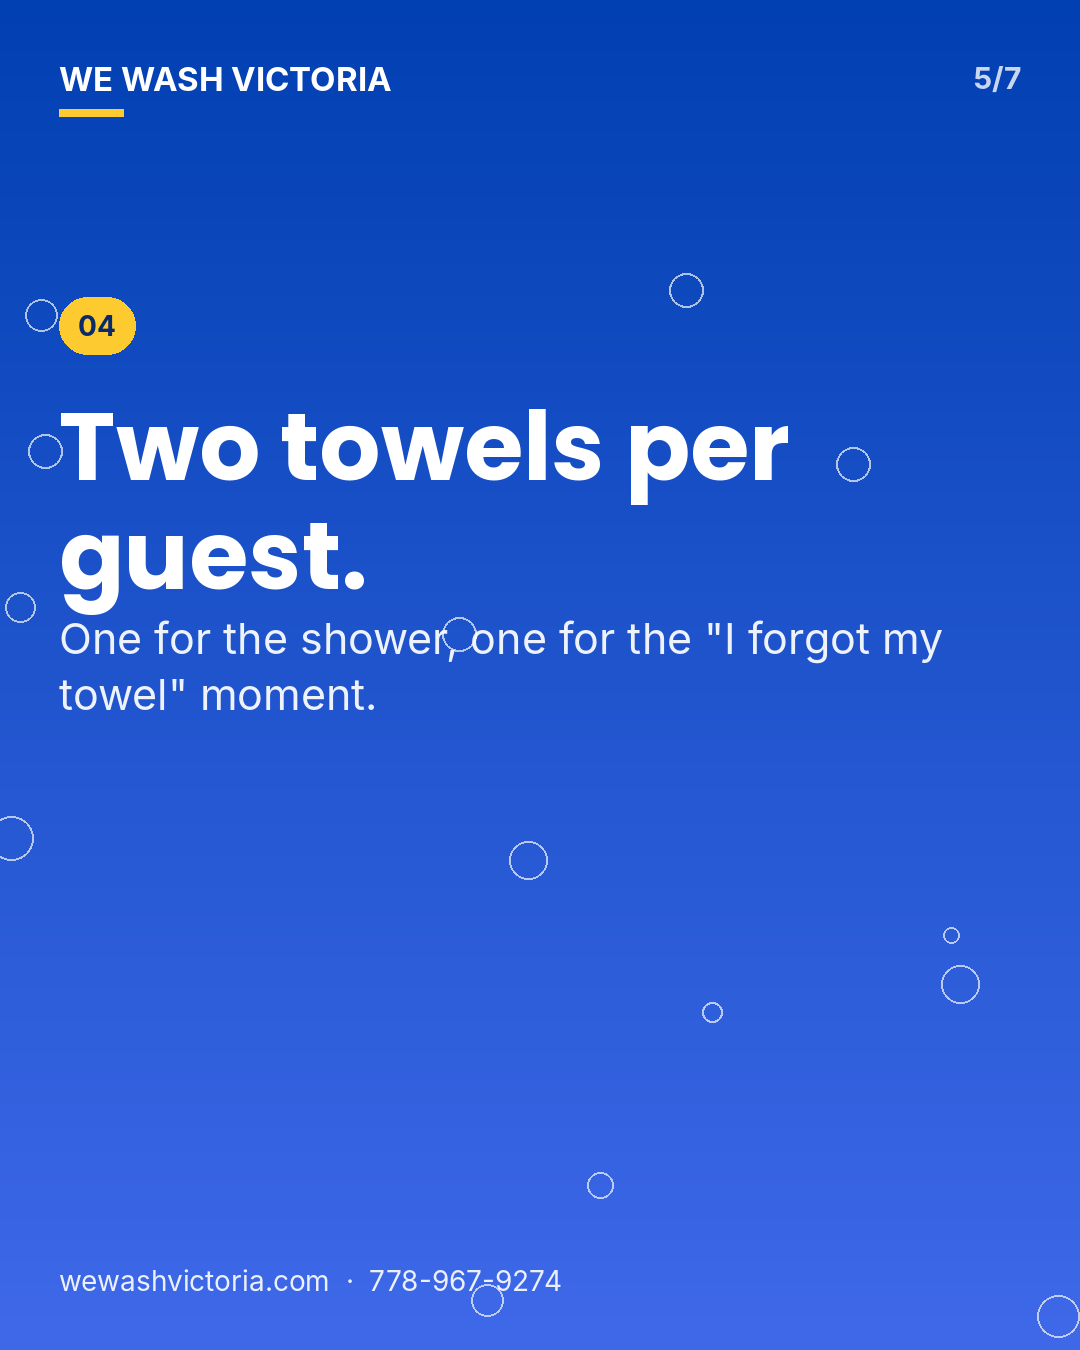 WE WASH VICTORIA
5/7
04
Two towels per
guest.
One for the shower, one for the "I forgot my
towel" moment.
wewashvictoria.com · 778-967-9274